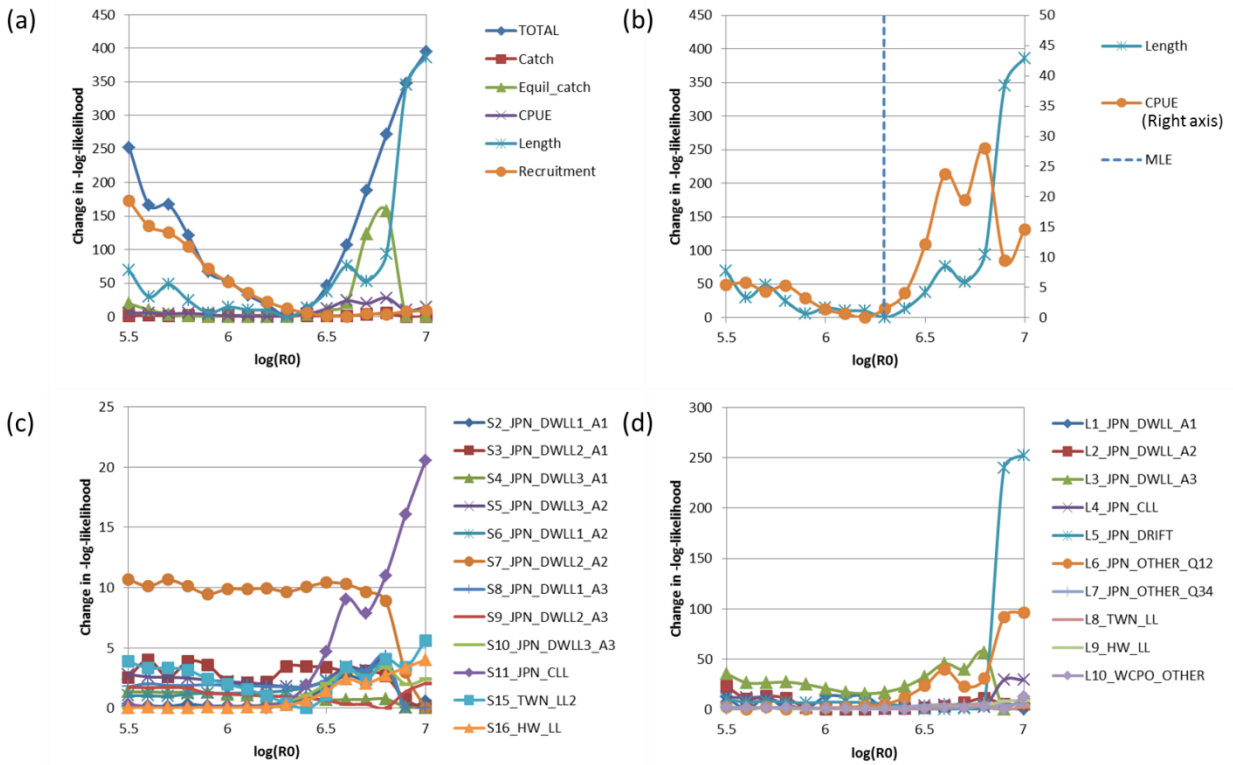 (a)
450
400
350
300
250
200
150
100
50
0
5.5
6
6.5
7
Change in -log-likelihood
log(R0)
TOTAL
Catch
Equil_catch
CPUE
Length
Recruitment
(b)
450
400
350
300
250
200
150
100
50
0
50
45
40
35
30
25
20
15
10
5
0
5.5
6
6.5
7
Change in -log-likelihood
log(R0)
Length
CPUE
(Right axis)
MLE
(c)
25
20
15
10
5
0
5.5
6
6.5
7
Change in -log-likelihood
log(R0)
S2_JPN_DWLL1_A1
S3_JPN_DWLL2_A1
S4_JPN_DWLL3_A1
S5_JPN_DWLL3_A2
S6_JPN_DWLL1_A2
S7_JPN_DWLL2_A2
S8_JPN_DWLL1_A3
S9_JPN_DWLL2_A3
S10_JPN_DWLL3_A3
S11_JPN_CLL
S15_TWN_LL2
S16_HW_LL
(d)
300
250
200
150
100
50
0
5.5
6
6.5
7
Change in -log-likelihood
log(R0)
L1_JPN_DWLL_A1
L2_JPN_DWLL_A2
L3_JPN_DWLL_A3
L4_JPN_CLL
L5_JPN_DRIFT
L6_JPN_OTHER_Q12
L7_JPN_OTHER_Q34
L8_TWN_LL
L9_HW_LL
L10_WCPO_OTHER